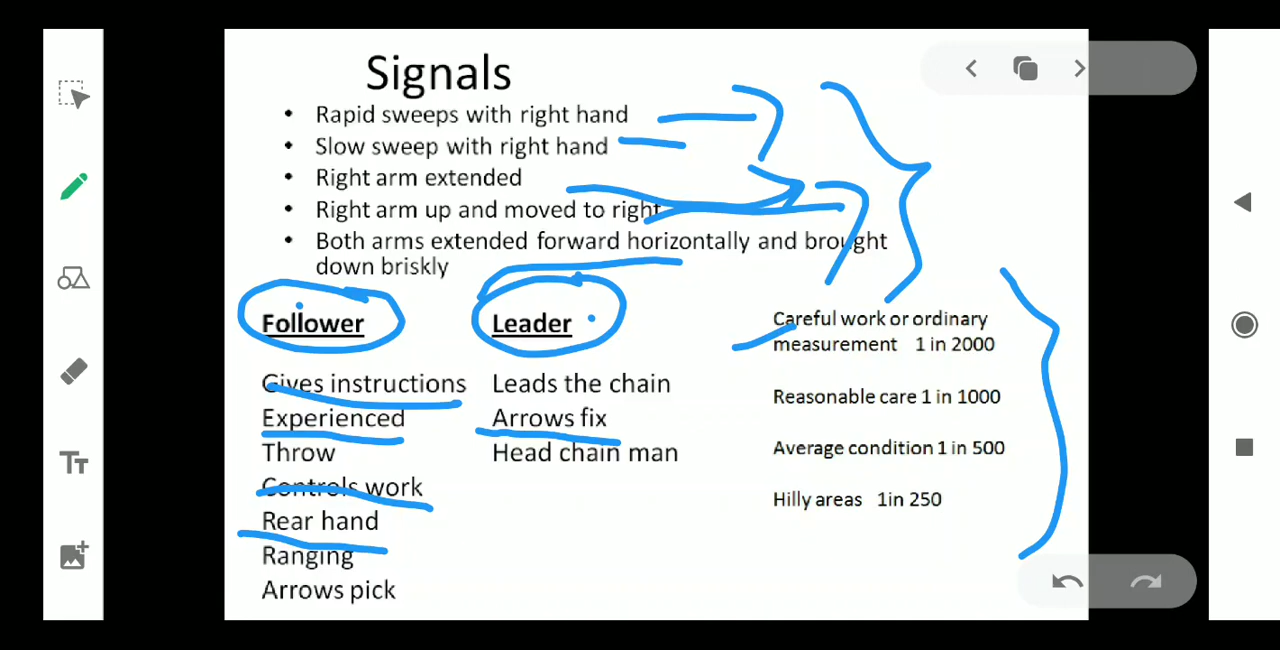 Signals
• Rapid sweeps with right hand
• Slow sweep with right hand
• Right arm extended
• Right arm up and moved to right
• Both arms extended forward horizontally and brought
down briskly
Follower
Gives instructions
Experienced
Throw
Controls work
Rear hand
Ranging
Arrows pick
Leader
Leads the chain
Arrows fix
Head chain man
Careful work or ordinary
measurement 1 in 2000
Reasonable care 1 in 1000
Average condition 1 in 500
Hilly areas 1in 250
TT